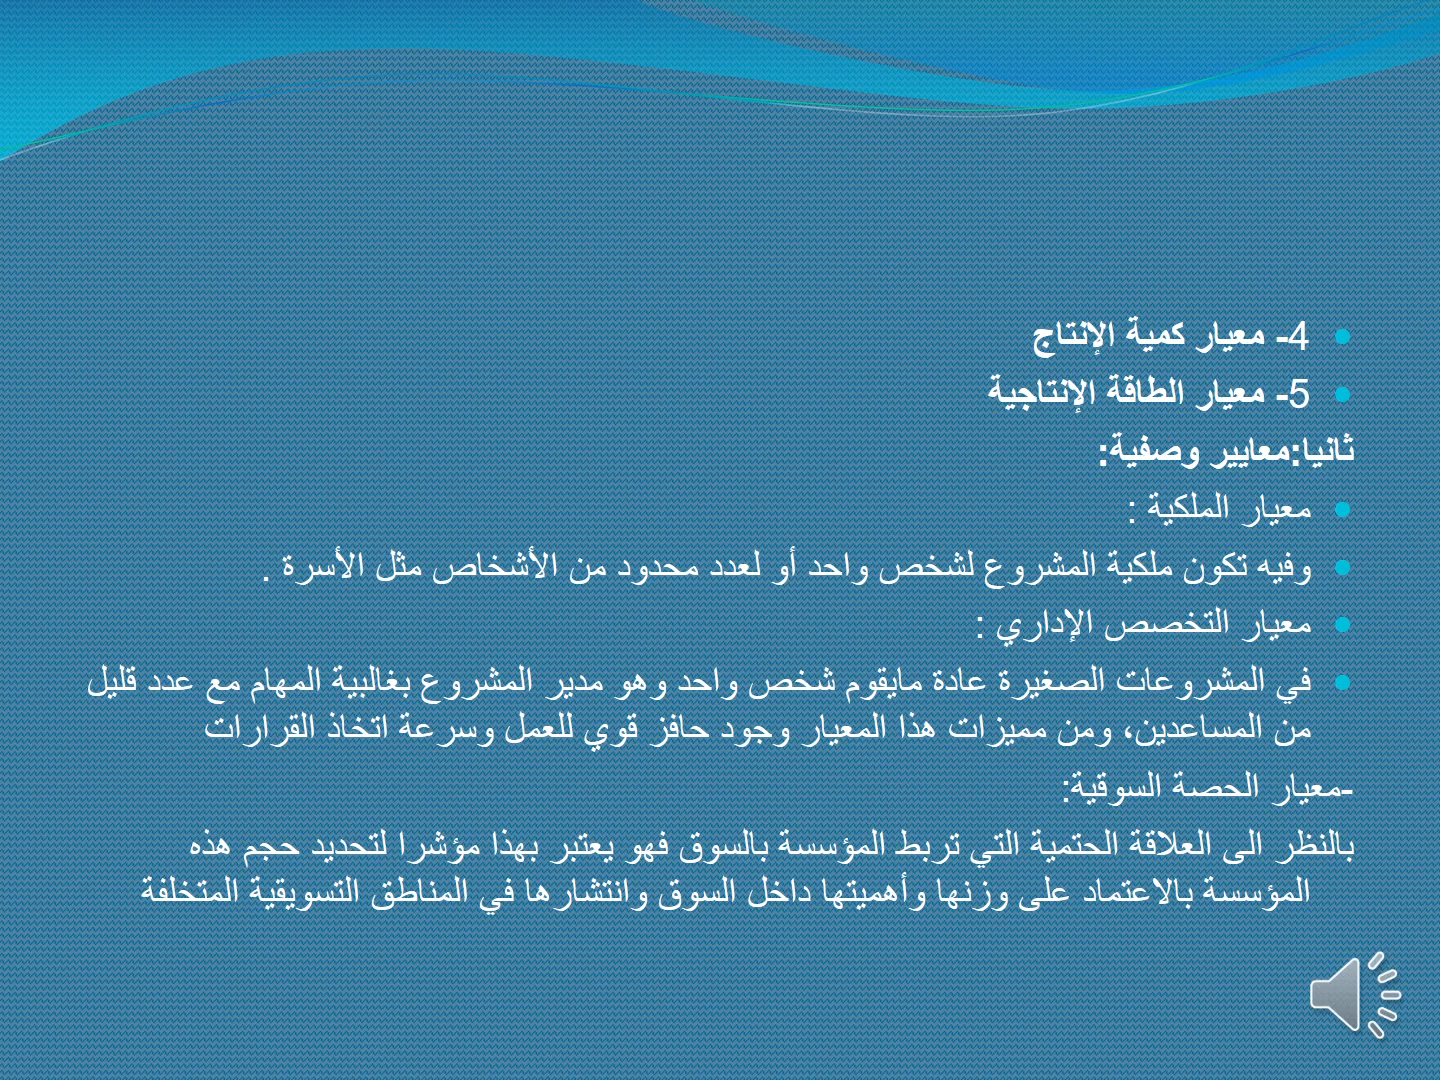 4- معيار كمية الإنتاج
5- معيار الطاقة الإنتاجية
ثانيا:معايير وصفية:
معيار الملكية :
وفيه تكون ملكية المشروع لشخص واحد أو لعدد محدود من الأشخاص مثل الأسرة .
معيار التخصص الإداري :
في المشروعات الصغيرة عادة مايقوم شخص واحد وهو مدير المشروع بغالبية المهام مع عدد قليل
من المساعدين، ومن مميزات هذا المعيار وجود حافز قوي للعمل وسرعة اتخاذ القرارات
-معيار الحصة السوقية:
بالنظر الى العلاقة الحتمية التي تربط المؤسسة بالسوق فهو يعتبر بهذا مؤشرا لتحديد حجم هذه
المؤسسة بالاعتماد على وزنها وأهميتها داخل السوق وانتشارها في المناطق التسويقية المتخلفة